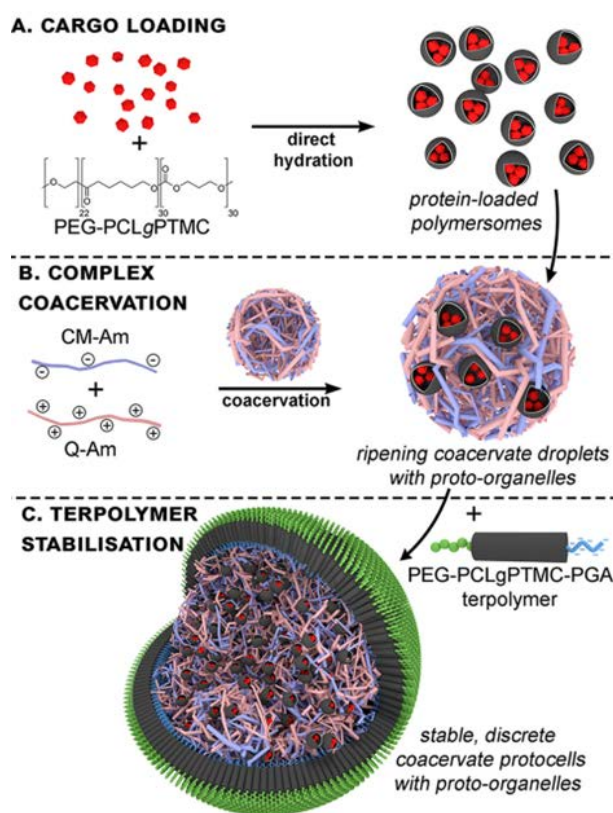 A. CARGO LOADING
+
direct
hydration
O
O
O
O
O
O
22
30
30
PEG-PCLgPTMC
protein-loaded
polymersomes
B. COMPLEX
COACERVATION
CM-Am
+
Q-Am
coacervation
ripening coacervate droplets
with proto-organelles
C. TERPOLYMER
STABILISATION
+
PEG-PCLgPTMC-PGA
terpolymer
stable, discrete
coacervate protocells
with proto-organelles